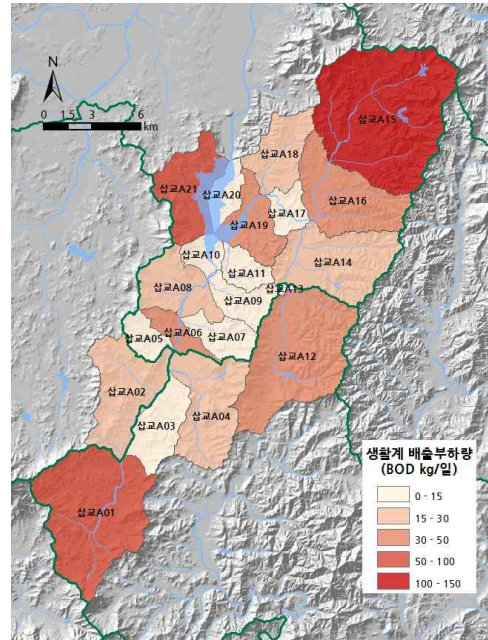 N
0 1.5 3 6
km
삽교A15
삽교A18
삽교A21
삽교A20
삽교A16
삽교A17
삽교A19
삽교A10
삽교A11
삽교A14
삽교A08
삽교A13
삽교A09
삽교A05
삽교A06
삽교A07
삽교A12
삽교A02
삽교A04
삽교A03
삽교A01
생활계 배출부하량
(BOD kg/일)
0 - 15
15 - 30
30 - 50
50 - 100
100 - 150